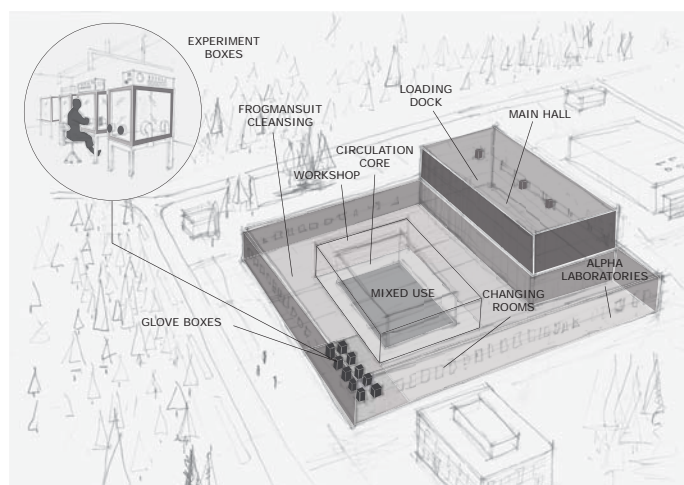 EXPERIMENT
BOXES
LOADING
DOCK
FROGMANSUIT
CLEANSING
MAIN HALL
CIRCULATION
CORE
WORKSHOP
ALPHA
LABORATORIES
MIXED USE
CHANGING
ROOMS
GLOVE BOXES